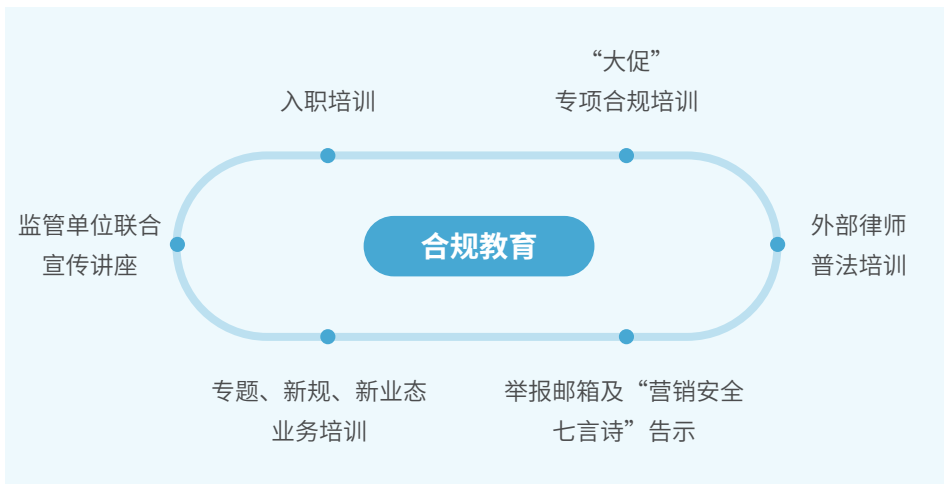 “大促”
入职培训
专项合规培训
监管单位联合
宣传讲座
合规教育
外部律师
普法培训
专题、新规、新业态
业务培训
举报邮箱及“营销安全
七言诗”告示